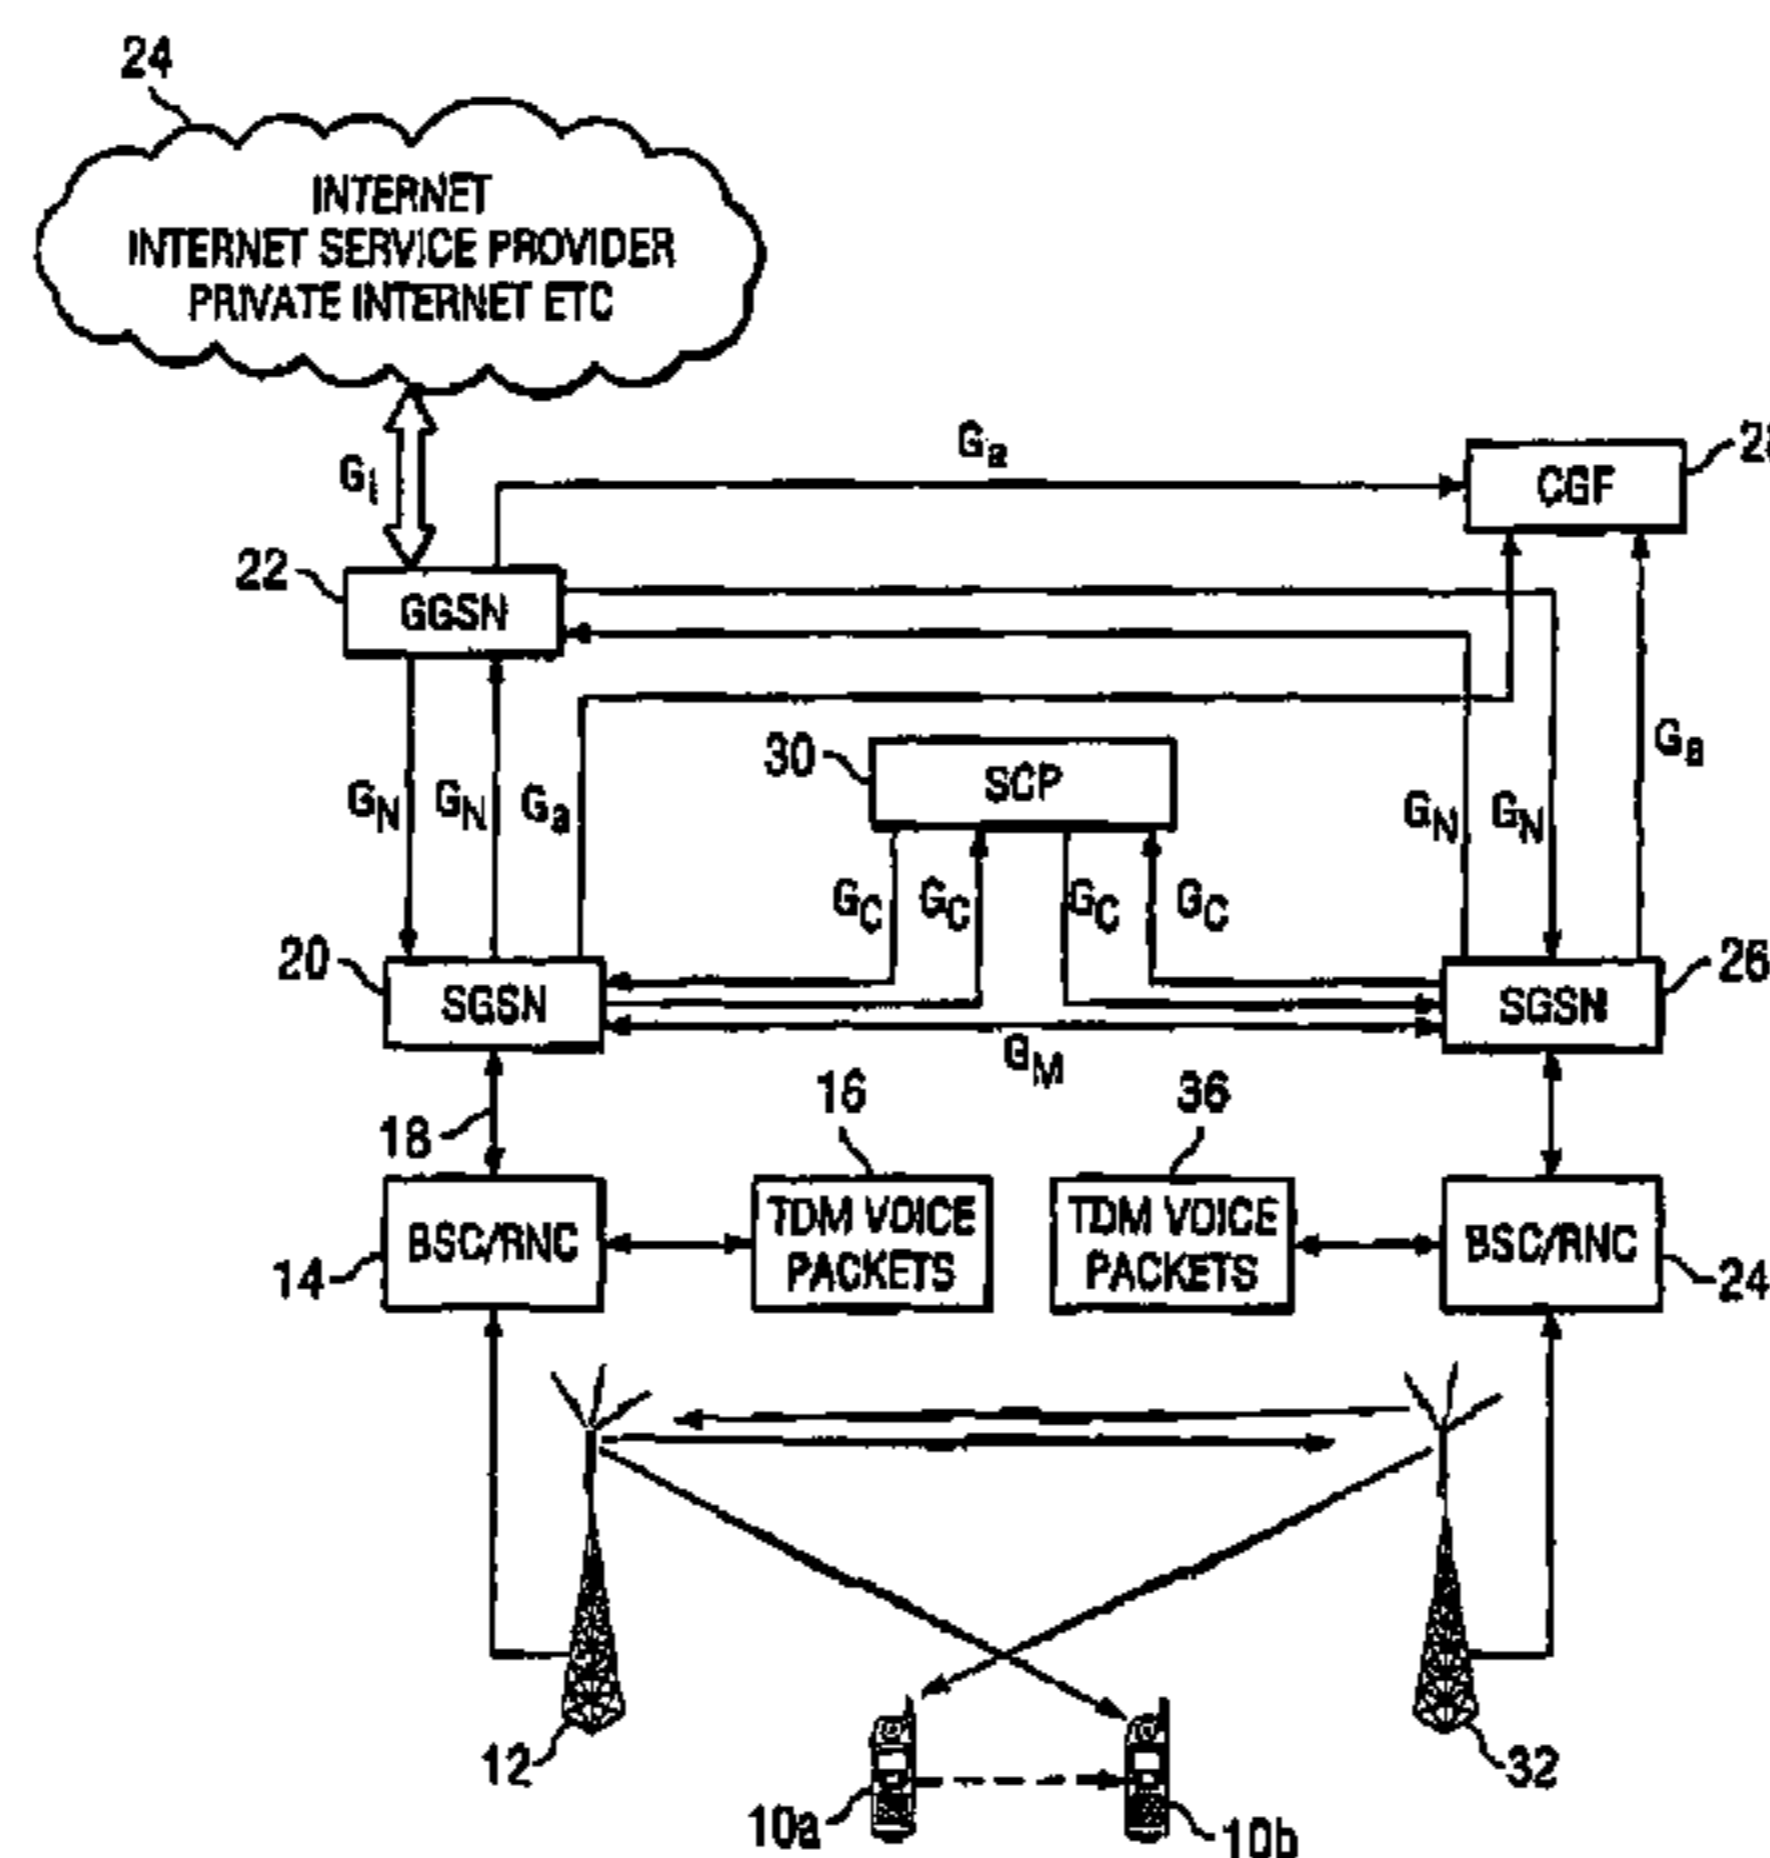 24
INTERNET
INTERNET SERVICE PROVIDER
PRIVATE INTERNET ETC
Gi
Ga
CGF
22
GGSN
30
SCP
Ga
GN
GN
Ga
GN
GN
GC
GC
GC
GC
20
SGSN
SGSN
26
GM
18
16
36
BSC/RNC
TDM VOICE
PACKETS
TDM VOICE
PACKETS
BSC/RNC
14
24
12
32
10a
10b